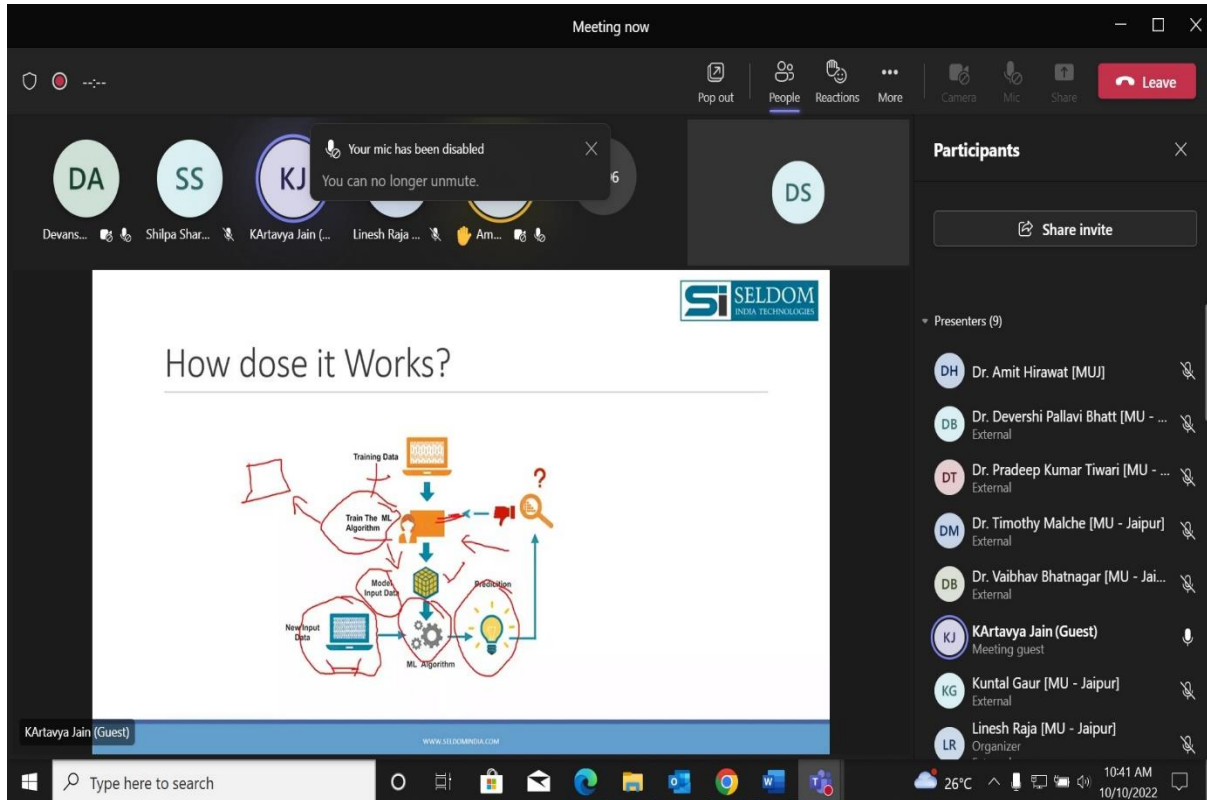 Meeting now
--:--
Pop out
People
Reactions
More
Camera
Mic
Share
Leave
Your mic has been disabled
You can no longer unmute.
DA
SS
KJ
6
DS
Devans...
Shilpa Shar...
KArtavya Jain (...
Linesh Raja ...
Am...
Participants
Share invite
Presenters (9)
DH
Dr. Amit Hirawat [MUJ]
DB
Dr. Devershi Pallavi Bhatt [MU - ...
External
DT
Dr. Pradeep Kumar Tiwari [MU - ...
External
DM
Dr. Timothy Malche [MU - Jaipur]
External
DB
Dr. Vaibhav Bhatnagar [MU - Jai...
External
KJ
KArtavya Jain (Guest)
Meeting guest
KG
Kuntal Gaur [MU - Jaipur]
External
LR
Linesh Raja [MU - Jaipur]
Organizer
Si SELDOM
INDIA TECHNOLOGIES
How dose it Works?
Training Data
?
Train The ML
Algorithm
Model
Input Data
Prediction
New Input
Data
ML Algorithm
KArtavya Jain (Guest)
WWW.SELDOMINDIA.COM
Type here to search
26°C
10:41 AM
10/10/2022